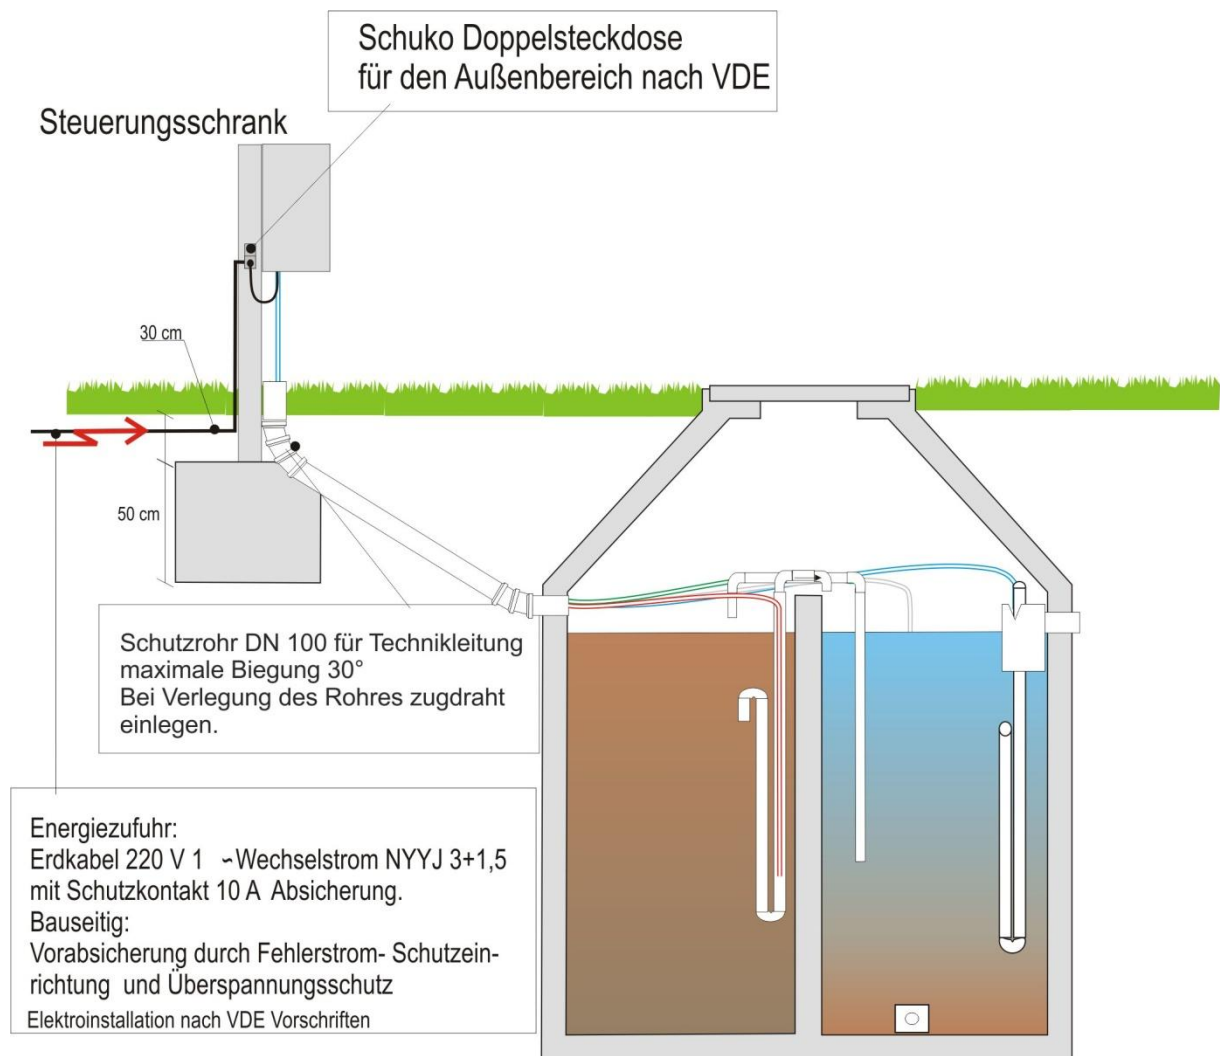 Schuko Doppelsteckdose
für den Außenbereich nach VDE
Steuerungsschrank
30 cm
50 cm
Schutzrohr DN 100 für Technikleitung
maximale Biegung 30°
Bei Verlegung des Rohres zugdraht
einlegen.
Energiezufuhr:
Erdkabel 220 V 1 ~Wechselstrom NYYJ 3+1,5
mit Schutzkontakt 10 A Absicherung.
Bauseitig:
Vorabsicherung durch Fehlerstrom- Schutzein-
richtung und Überspannungsschutz
Elektroinstallation nach VDE Vorschriften